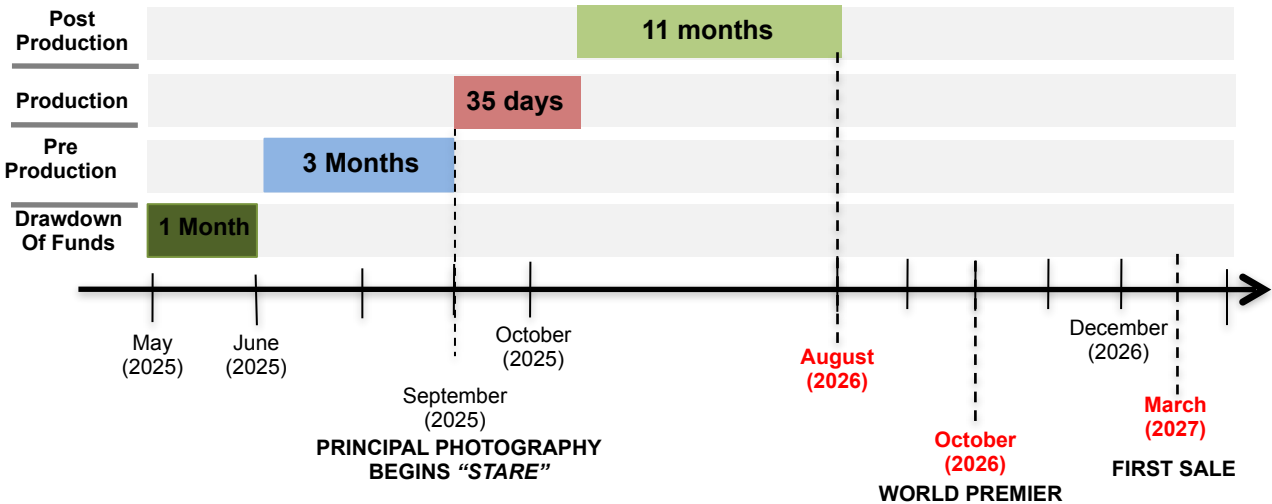 Post
Production
11 months
Production
35 days
Pre
Production
3 Months
Drawdown
Of Funds
1 Month
May
(2025)
June
(2025)
September
(2025)
PRINCIPAL PHOTOGRAPHY
BEGINS “STARE”
October
(2025)
August
(2026)
October
(2026)
WORLD PREMIER
December
(2026)
March
(2027)
FIRST SALE